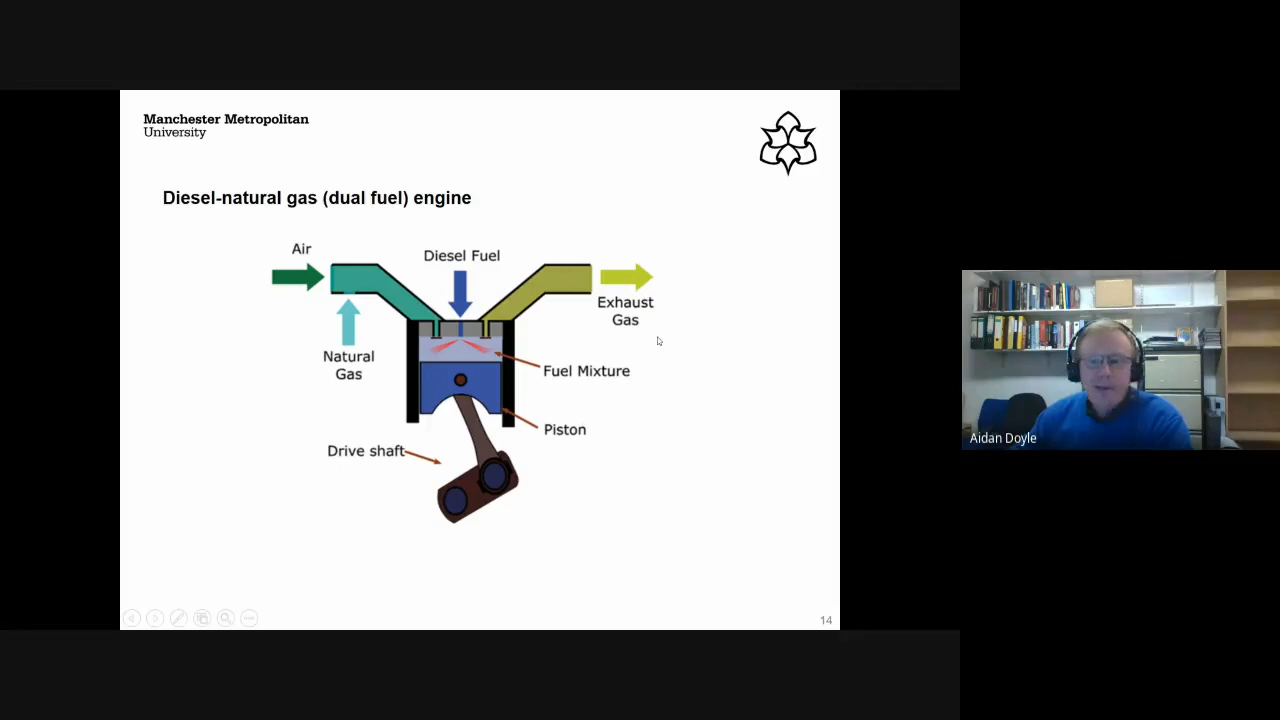 Manchester Metropolitan
University
Diesel-natural gas (dual fuel) engine
Air
Diesel Fuel
Exhaust
Gas
Natural
Gas
Fuel Mixture
Piston
Drive shaft
14
Aidan Doyle